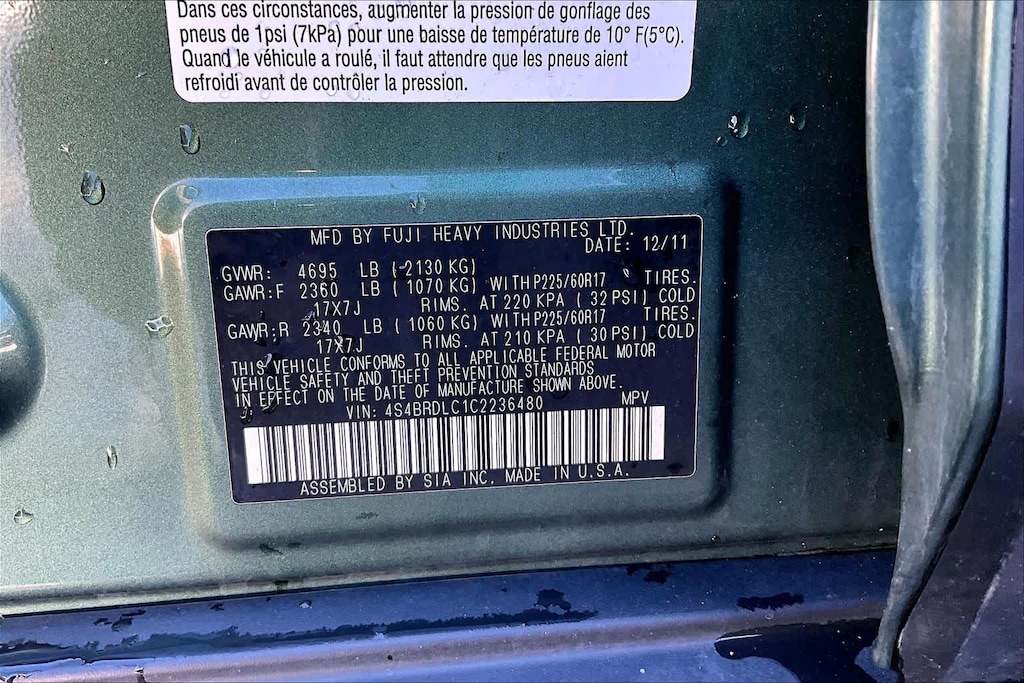 Dans ces circonstances, augmenter la pression de gonflage des
pneus de 1psi (7kPa) pour une baisse de température de 10° F(5°C).
Quand le véhicule a roulé, il faut attendre que les pneus aient
refroidi avant de contrôler la pression.
MFD BY FUJI HEAVY INDUSTRIES LTD.
DATE: 12/11
GVWR: 4695 LB ( 2130 KG)
GAWR:F 2360 LB ( 1070 KG) WITH P225/60R17 TIRES.
17X7J RIMS. AT 220 KPA ( 32 PSI) COLD
GAWR:R 2340 LB ( 1060 KG) WITH P225/60R17 TIRES.
17X7J RIMS. AT 210 KPA ( 30 PSI) COLD
THIS VEHICLE CONFORMS TO ALL APPLICABLE FEDERAL MOTOR
VEHICLE SAFETY AND THEFT PREVENTION STANDARDS
IN EFFECT ON THE DATE OF MANUFACTURE SHOWN ABOVE.
VIN: 4S4BRDLC1C2236480 MPV
ASSEMBLED BY SIA INC. MADE IN U.S.A.